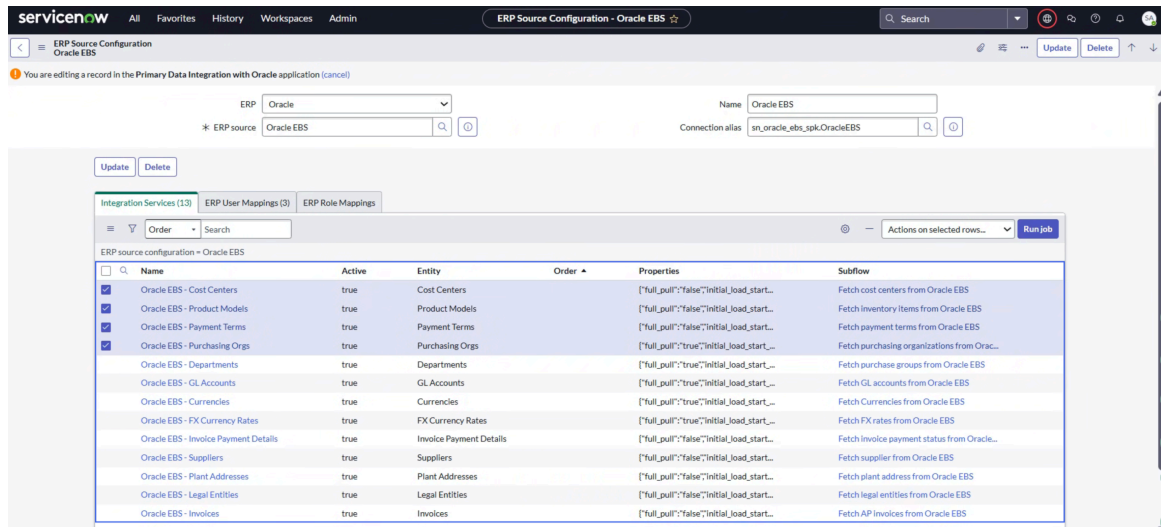 servicenow All Favorites History Workspaces Admin ERP Source Configuration - Oracle EBS Search SA
ERP Source Configuration
Oracle EBS
Update Delete
You are editing a record in the Primary Data Integration with Oracle application (cancel)
ERP Oracle Name Oracle EBS
* ERP source Oracle EBS Connection alias sn_oracle_ebs_spk.OracleEBS
Update Delete
Integration Services (13) ERP User Mappings (3) ERP Role Mappings
Order Search Actions on selected rows... Run job
ERP source configuration = Oracle EBS
Name Active Entity Order Properties Subflow
Oracle EBS - Cost Centers true Cost Centers {"full_pull":"false","initial_load_start... Fetch cost centers from Oracle EBS
Oracle EBS - Product Models true Product Models {"full_pull":"false","initial_load_start... Fetch inventory items from Oracle EBS
Oracle EBS - Payment Terms true Payment Terms {"full_pull":"false","initial_load_start... Fetch payment terms from Oracle EBS
Oracle EBS - Purchasing Orgs true Purchasing Orgs {"full_pull":"true","initial_load_start_... Fetch purchasing organizations from Orac...
Oracle EBS - Departments true Departments {"full_pull":"true","initial_load_start_... Fetch purchase groups from Oracle EBS
Oracle EBS - GL Accounts true GL Accounts {"full_pull":"true","initial_load_start_... Fetch GL accounts from Oracle EBS
Oracle EBS - Currencies true Currencies {"full_pull":"false","initial_load_start... Fetch Currencies from Oracle EBS
Oracle EBS - FX Currency Rates true FX Currency Rates {"full_pull":"true","initial_load_start_... Fetch FX rates from Oracle EBS
Oracle EBS - Invoice Payment Details true Invoice Payment Details {"full_pull":"false","initial_load_start... Fetch invoice payment status from Oracle...
Oracle EBS - Suppliers true Suppliers {"full_pull":"false","initial_load_start... Fetch supplier from Oracle EBS
Oracle EBS - Plant Addresses true Plant Addresses {"full_pull":"false","initial_load_start... Fetch plant address from Oracle EBS
Oracle EBS - Legal Entities true Legal Entities {"full_pull":"false","initial_load_start... Fetch legal entities from Oracle EBS
Oracle EBS - Invoices true Invoices {"full_pull":"false","initial_load_start... Fetch AP invoices from Oracle EBS